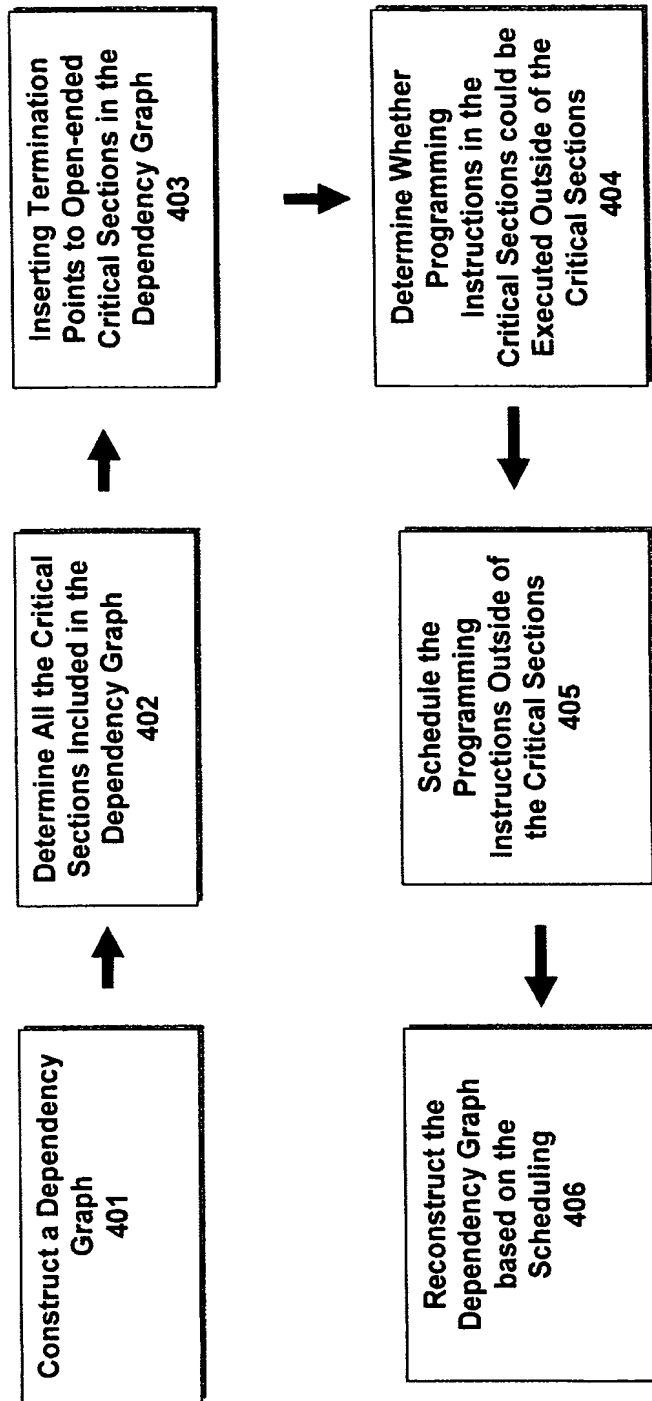 Construct a Dependency
Graph
401
Determine All the Critical
Sections Included in the
Dependency Graph
402
Inserting Termination
Points to Open-ended
Critical Sections in the
Dependency Graph
403
Determine Whether
Programming
Instructions in the
Critical Sections could be
Executed Outside of the
Critical Sections
404
Schedule the
Programming
Instructions Outside of
the Critical Sections
405
Reconstruct the
Dependency Graph
based on the
Scheduling
406